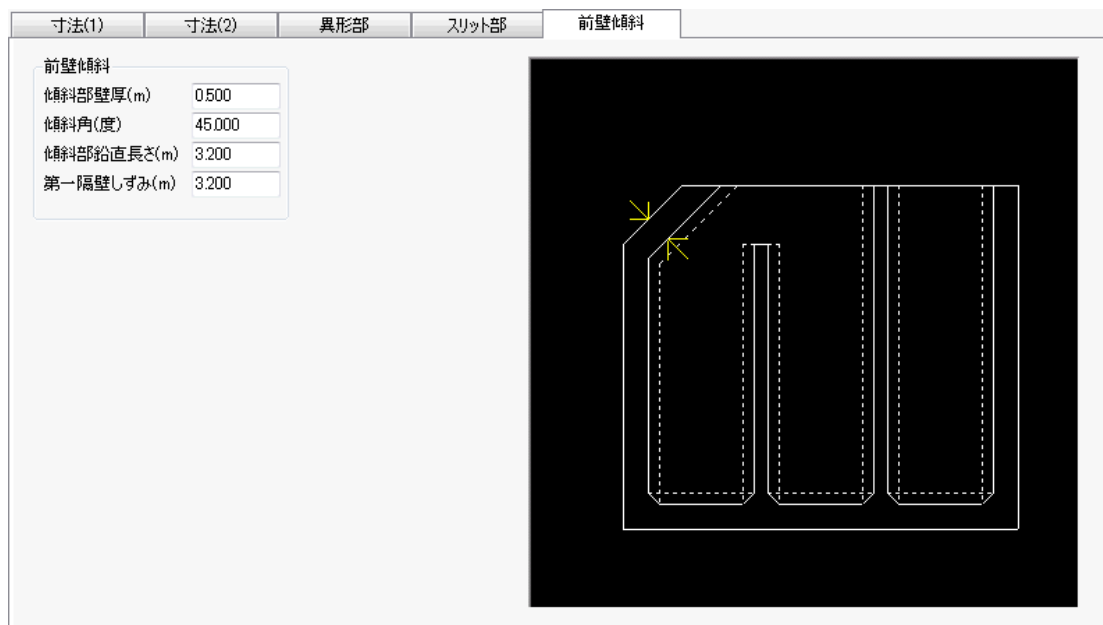 寸法(1) 寸法(2) 異形部 スリット部 前壁傾斜
前壁傾斜
傾斜部壁厚(m) 0.500
傾斜角(度) 45.000
傾斜部鉛直長さ(m) 3.200
第一隔壁しずみ(m) 3.200